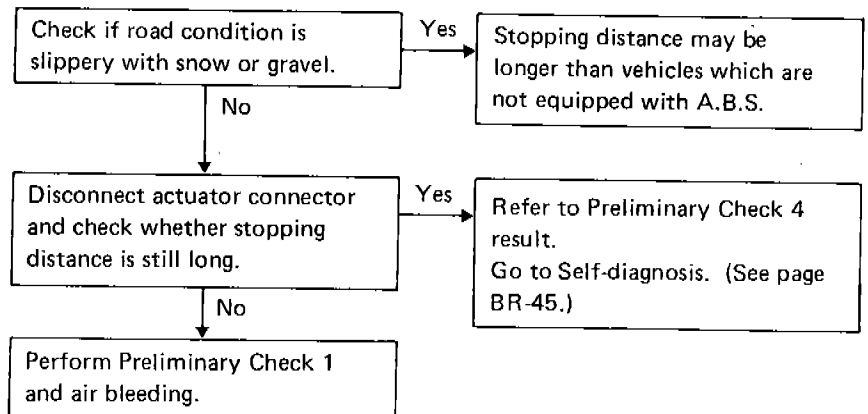 Check if road condition is
slippery with snow or gravel.
Yes
Stopping distance may be
longer than vehicles which are
not equipped with A.B.S.
No
Disconnect actuator connector
and check whether stopping
distance is still long.
Yes
Refer to Preliminary Check 4
result.
Go to Self-diagnosis. (See page
BR-45.)
No
Perform Preliminary Check 1
and air bleeding.